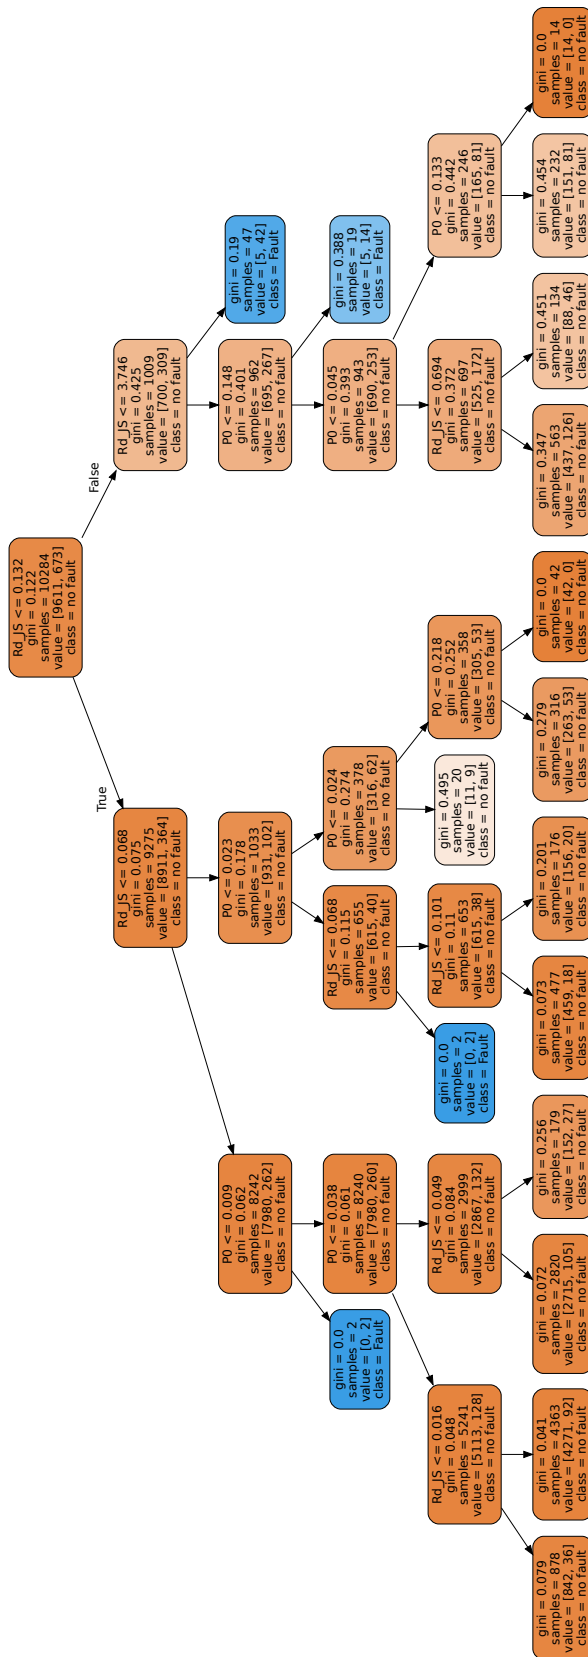 Rd_JS <= 0.132
gini = 0.122
samples = 10284
value = [9611, 673]
class = no fault
True
False
Rd_JS <= 0.068
gini = 0.075
samples = 9275
value = [8911, 364]
class = no fault
Rd_JS <= 3.746
gini = 0.425
samples = 1009
value = [700, 309]
class = no fault
P0 <= 0.009
gini = 0.062
samples = 8242
value = [7980, 262]
class = no fault
P0 <= 0.023
gini = 0.178
samples = 1033
value = [931, 102]
class = no fault
P0 <= 0.148
gini = 0.401
samples = 962
value = [695, 267]
class = no fault
gini = 0.19
samples = 47
value = [5, 42]
class = Fault
gini = 0.0
samples = 2
value = [0, 2]
class = Fault
P0 <= 0.038
gini = 0.061
samples = 8240
value = [7980, 260]
class = no fault
Rd_JS <= 0.068
gini = 0.115
samples = 655
value = [615, 40]
class = no fault
P0 <= 0.024
gini = 0.274
samples = 378
value = [316, 62]
class = no fault
P0 <= 0.045
gini = 0.393
samples = 943
value = [690, 253]
class = no fault
gini = 0.388
samples = 19
value = [5, 14]
class = Fault
Rd_JS <= 0.016
gini = 0.048
samples = 5241
value = [5113, 128]
class = no fault
Rd_JS <= 0.049
gini = 0.084
samples = 2999
value = [2867, 132]
class = no fault
gini = 0.0
samples = 2
value = [0, 2]
class = Fault
Rd_JS <= 0.101
gini = 0.11
samples = 653
value = [615, 38]
class = no fault
gini = 0.495
samples = 20
value = [11, 9]
class = no fault
P0 <= 0.218
gini = 0.252
samples = 358
value = [305, 53]
class = no fault
Rd_JS <= 0.694
gini = 0.372
samples = 697
value = [525, 172]
class = no fault
P0 <= 0.133
gini = 0.442
samples = 246
value = [165, 81]
class = no fault
gini = 0.079
samples = 878
value = [842, 36]
class = no fault
gini = 0.041
samples = 4363
value = [4271, 92]
class = no fault
gini = 0.072
samples = 2820
value = [2715, 105]
class = no fault
gini = 0.256
samples = 179
value = [152, 27]
class = no fault
gini = 0.073
samples = 477
value = [459, 18]
class = no fault
gini = 0.201
samples = 176
value = [156, 20]
class = no fault
gini = 0.279
samples = 316
value = [263, 53]
class = no fault
gini = 0.0
samples = 42
value = [42, 0]
class = no fault
gini = 0.347
samples = 563
value = [437, 126]
class = no fault
gini = 0.451
samples = 134
value = [88, 46]
class = no fault
gini = 0.454
samples = 232
value = [151, 81]
class = no fault
gini = 0.0
samples = 14
value = [14, 0]
class = no fault